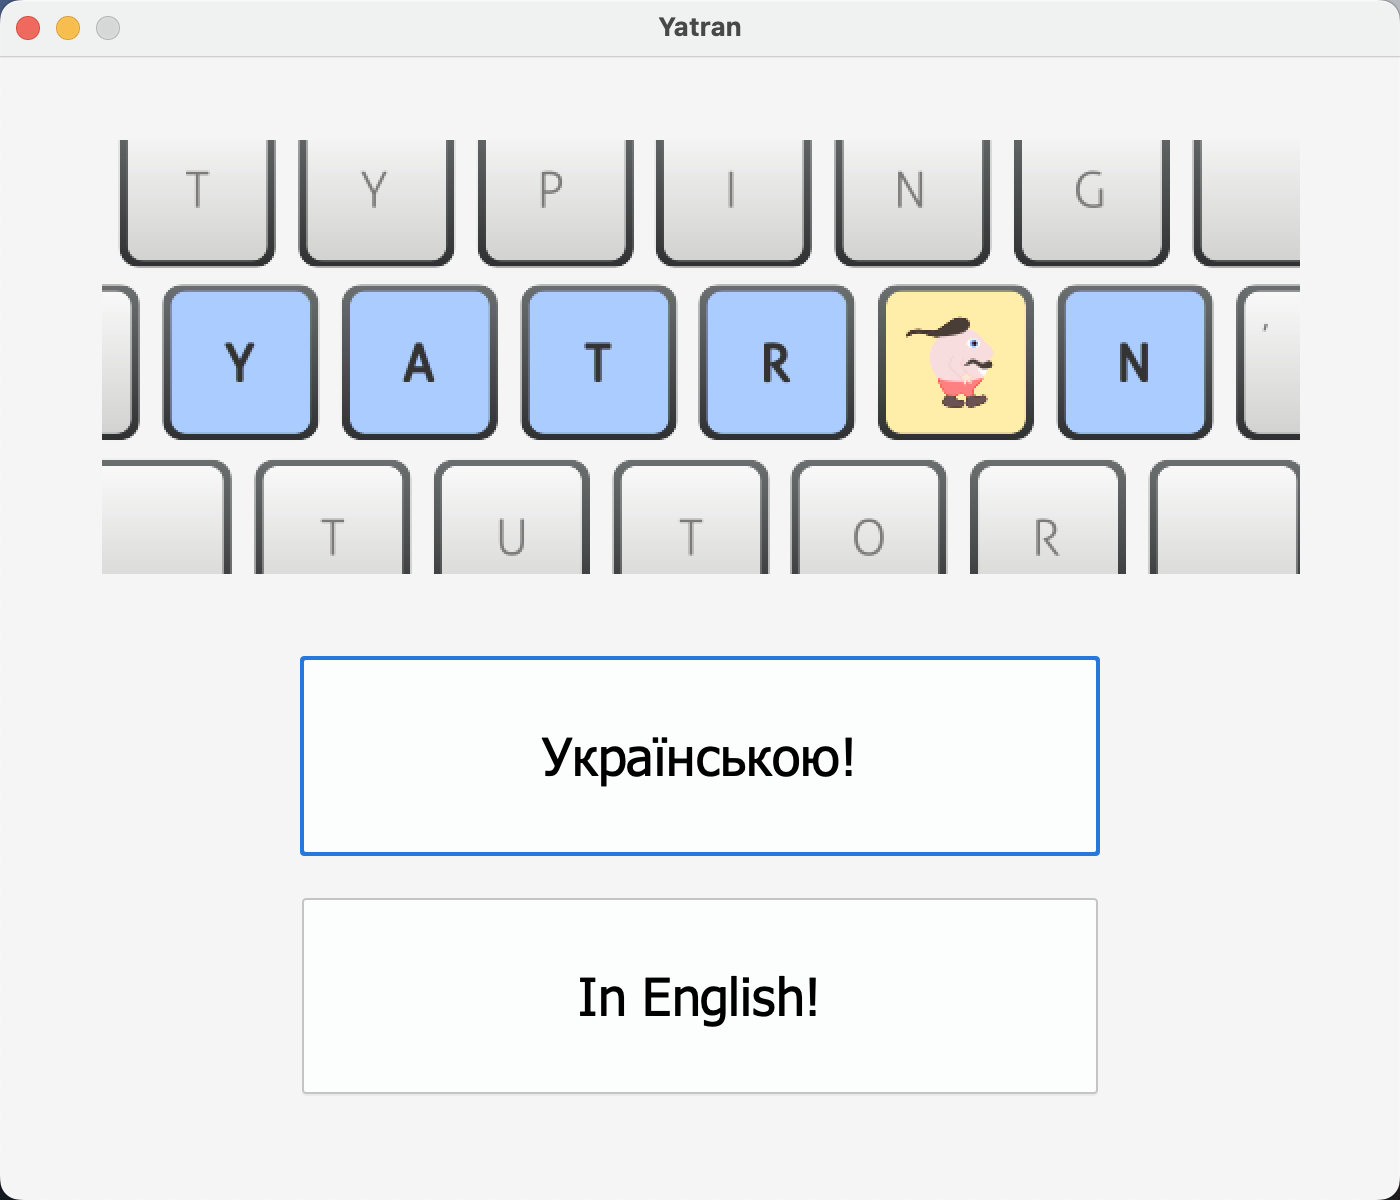 Yatran
T Y P I N G
Y A T R N ,
T U T O R
Українською!
In English!